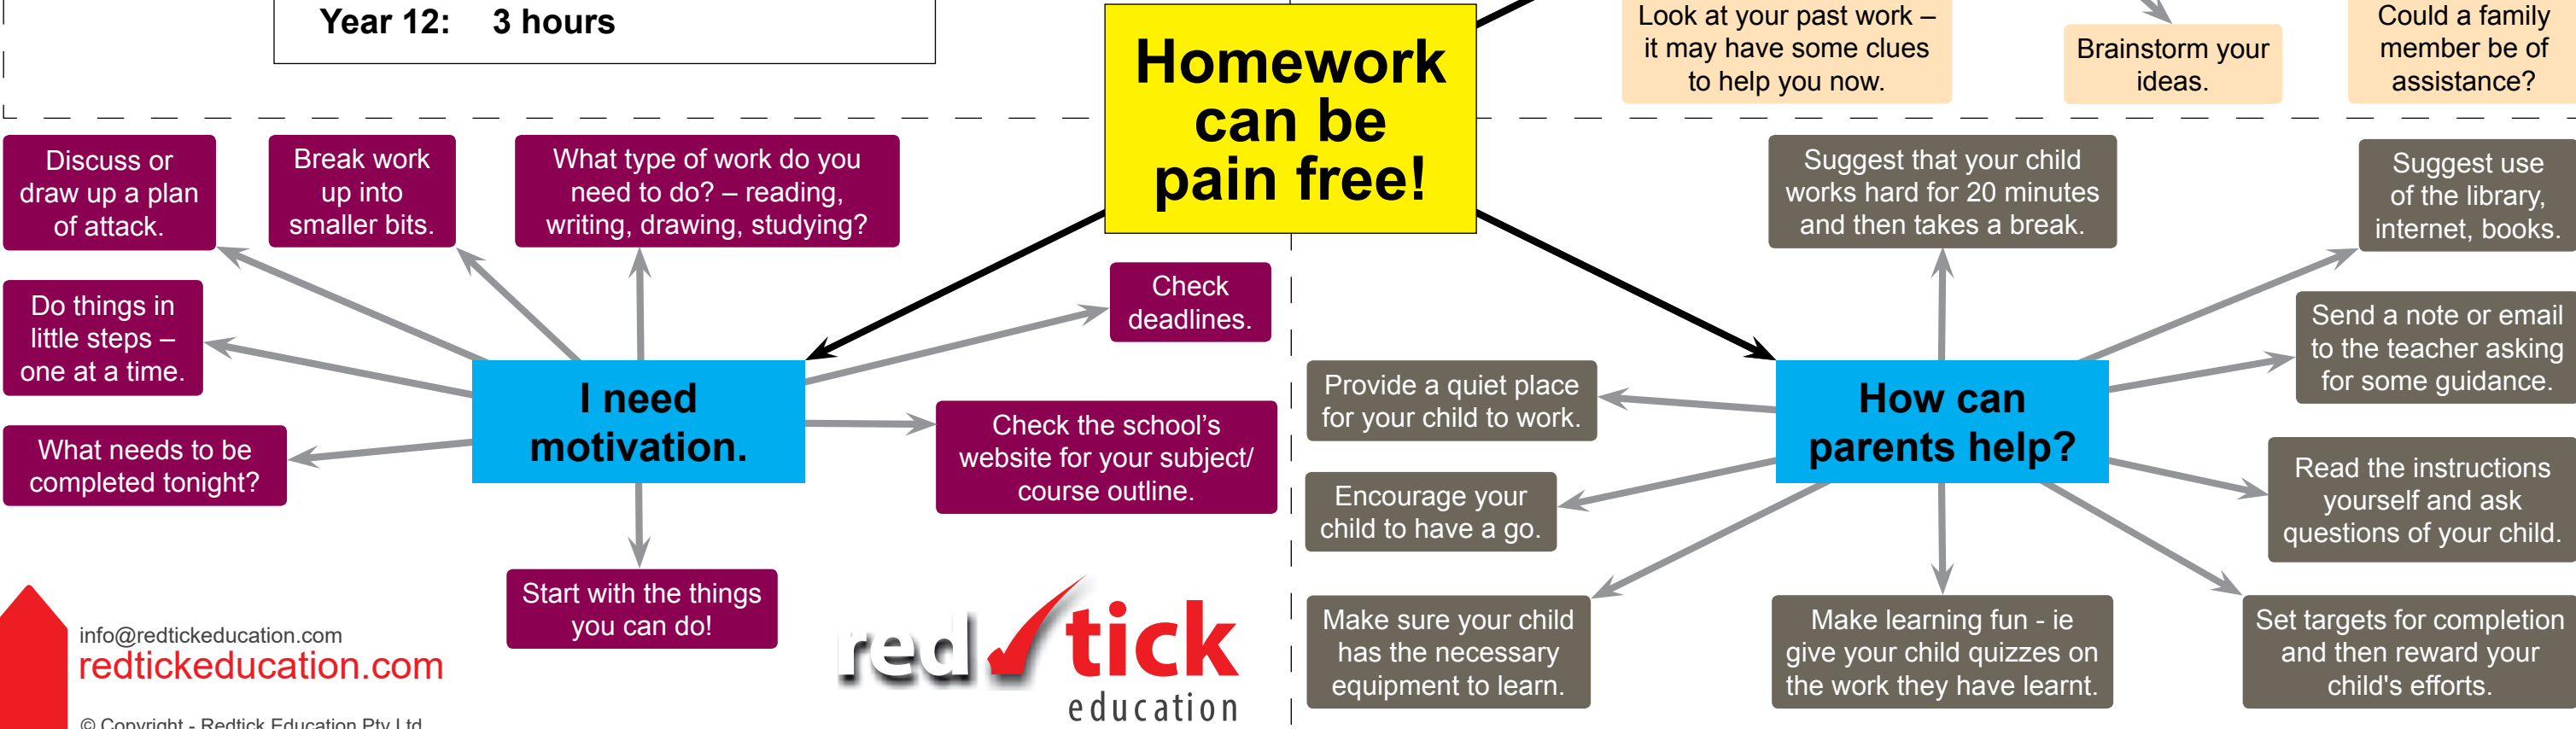 Year 12: 3 hours
Homework
can be
pain free!
Look at your past work –
it may have some clues
to help you now.
Brainstorm your
ideas.
Could a family
member be of
assistance?
Discuss or
draw up a plan
of attack.
Break work
up into
smaller bits.
What type of work do you
need to do? – reading,
writing, drawing, studying?
Check
deadlines.
Do things in
little steps –
one at a time.
I need
motivation.
What needs to be
completed tonight?
Check the school's
website for your subject/
course outline.
Start with the things
you can do!
Suggest that your child
works hard for 20 minutes
and then takes a break.
Suggest use
of the library,
internet, books.
Send a note or email
to the teacher asking
for some guidance.
Provide a quiet place
for your child to work.
How can
parents help?
Encourage your
child to have a go.
Read the instructions
yourself and ask
questions of your child.
Make sure your child
has the necessary
equipment to learn.
Make learning fun - ie
give your child quizzes on
the work they have learnt.
Set targets for completion
and then reward your
child's efforts.
info@redtickeducation.com
redtickeducation.com
© Copyright - Redtick Education Pty Ltd
red tick
education